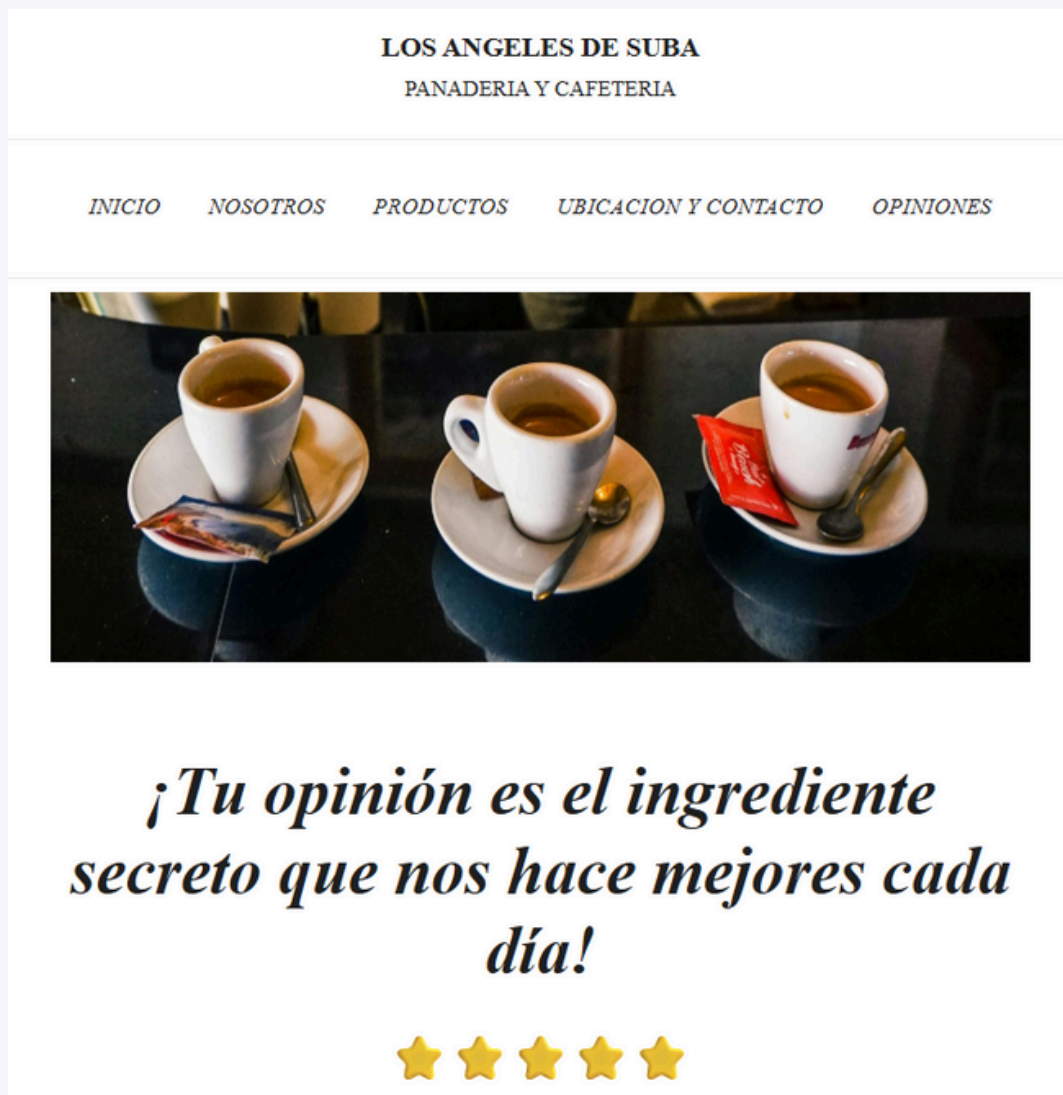 LOS ANGELES DE SUBA
PANADERIA Y CAFETERIA
INICIO NOSOTROS PRODUCTOS UBICACION Y CONTACTO OPINIONES
¡Tu opinión es el ingrediente
secreto que nos hace mejores cada
día!